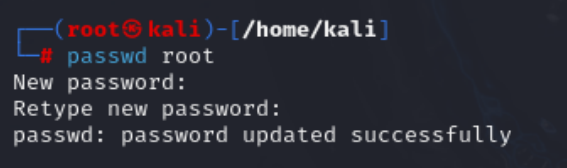 ┌──(root㉿kali)-[/home/kali]
└─# passwd root
New password:
Retype new password:
passwd: password updated successfully